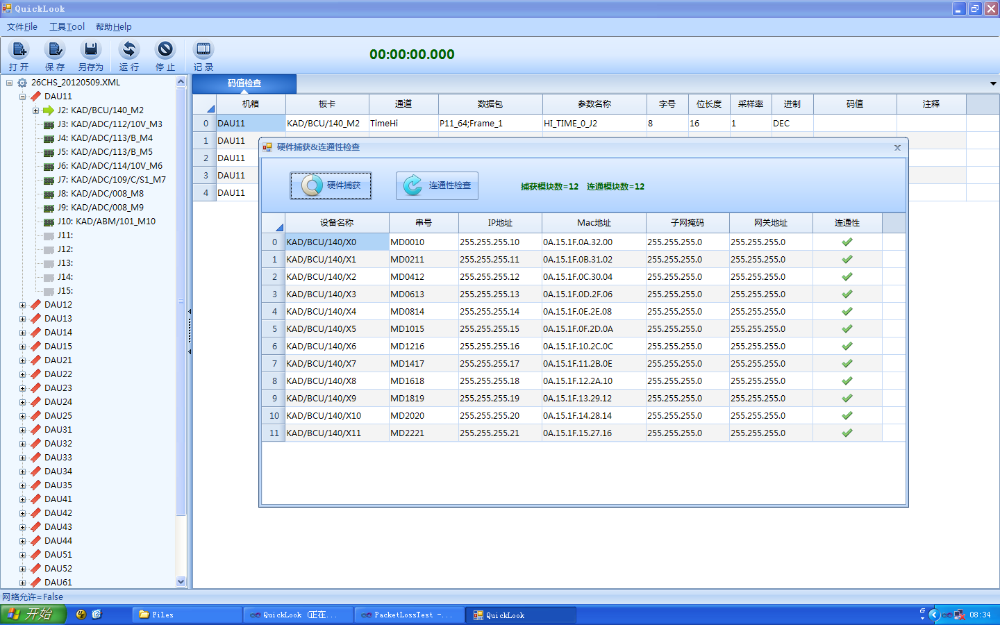 QuickLook
文件File 工具Tool 帮助Help
打 开 保 存 另存为 运 行 停 止 记 录
00:00:00.000
26CHS_20120509.XML
DAU11
J2: KAD/BCU/140_M2
J3: KAD/ADC/112/10V_M3
J4: KAD/ADC/113/B_M4
J5: KAD/ADC/113/B_M5
J6: KAD/ADC/114/10V_M6
J7: KAD/ADC/109/C/S1_M7
J8: KAD/ADC/008_M8
J9: KAD/ADC/008_M9
J10: KAD/ABM/101_M10
J11:
J12:
J13:
J14:
J15:
DAU12
DAU13
DAU14
DAU15
DAU21
DAU22
DAU23
DAU24
DAU25
DAU31
DAU32
DAU33
DAU34
DAU35
DAU41
DAU42
DAU43
DAU44
DAU51
DAU52
DAU61
码值检查
机箱 板卡 通道 数据包 参数名称 字号 位长度 采样率 进制 码值 注释
0 DAU11 KAD/BCU/140_M2 TimeHi P11_64;Frame_1 HI_TIME_0_J2 8 16 1 DEC
1 DAU11
2 DAU11
3 DAU11
4 DAU11
硬件捕获&连通性检查
硬件捕获 连通性检查 捕获模块数=12 连通模块数=12
设备名称 串号 IP地址 Mac地址 子网掩码 网关地址 连通性
0 KAD/BCU/140/X0 MD0010 255.255.255.10 0A.15.1F.0A.32.00 255.255.255.0 255.255.255.0
1 KAD/BCU/140/X1 MD0211 255.255.255.11 0A.15.1F.0B.31.02 255.255.255.0 255.255.255.0
2 KAD/BCU/140/X2 MD0412 255.255.255.12 0A.15.1F.0C.30.04 255.255.255.0 255.255.255.0
3 KAD/BCU/140/X3 MD0613 255.255.255.13 0A.15.1F.0D.2F.06 255.255.255.0 255.255.255.0
4 KAD/BCU/140/X4 MD0814 255.255.255.14 0A.15.1F.0E.2E.08 255.255.255.0 255.255.255.0
5 KAD/BCU/140/X5 MD1015 255.255.255.15 0A.15.1F.0F.2D.0A 255.255.255.0 255.255.255.0
6 KAD/BCU/140/X6 MD1216 255.255.255.16 0A.15.1F.10.2C.0C 255.255.255.0 255.255.255.0
7 KAD/BCU/140/X7 MD1417 255.255.255.17 0A.15.1F.11.2B.0E 255.255.255.0 255.255.255.0
8 KAD/BCU/140/X8 MD1618 255.255.255.18 0A.15.1F.12.2A.10 255.255.255.0 255.255.255.0
9 KAD/BCU/140/X9 MD1819 255.255.255.19 0A.15.1F.13.29.12 255.255.255.0 255.255.255.0
10 KAD/BCU/140/X10 MD2020 255.255.255.20 0A.15.1F.14.28.14 255.255.255.0 255.255.255.0
11 KAD/BCU/140/X11 MD2221 255.255.255.21 0A.15.1F.15.27.16 255.255.255.0 255.255.255.0
网络允许=False
开始 Files QuickLook (正在... PacketLossTest -... QuickLook 08:34